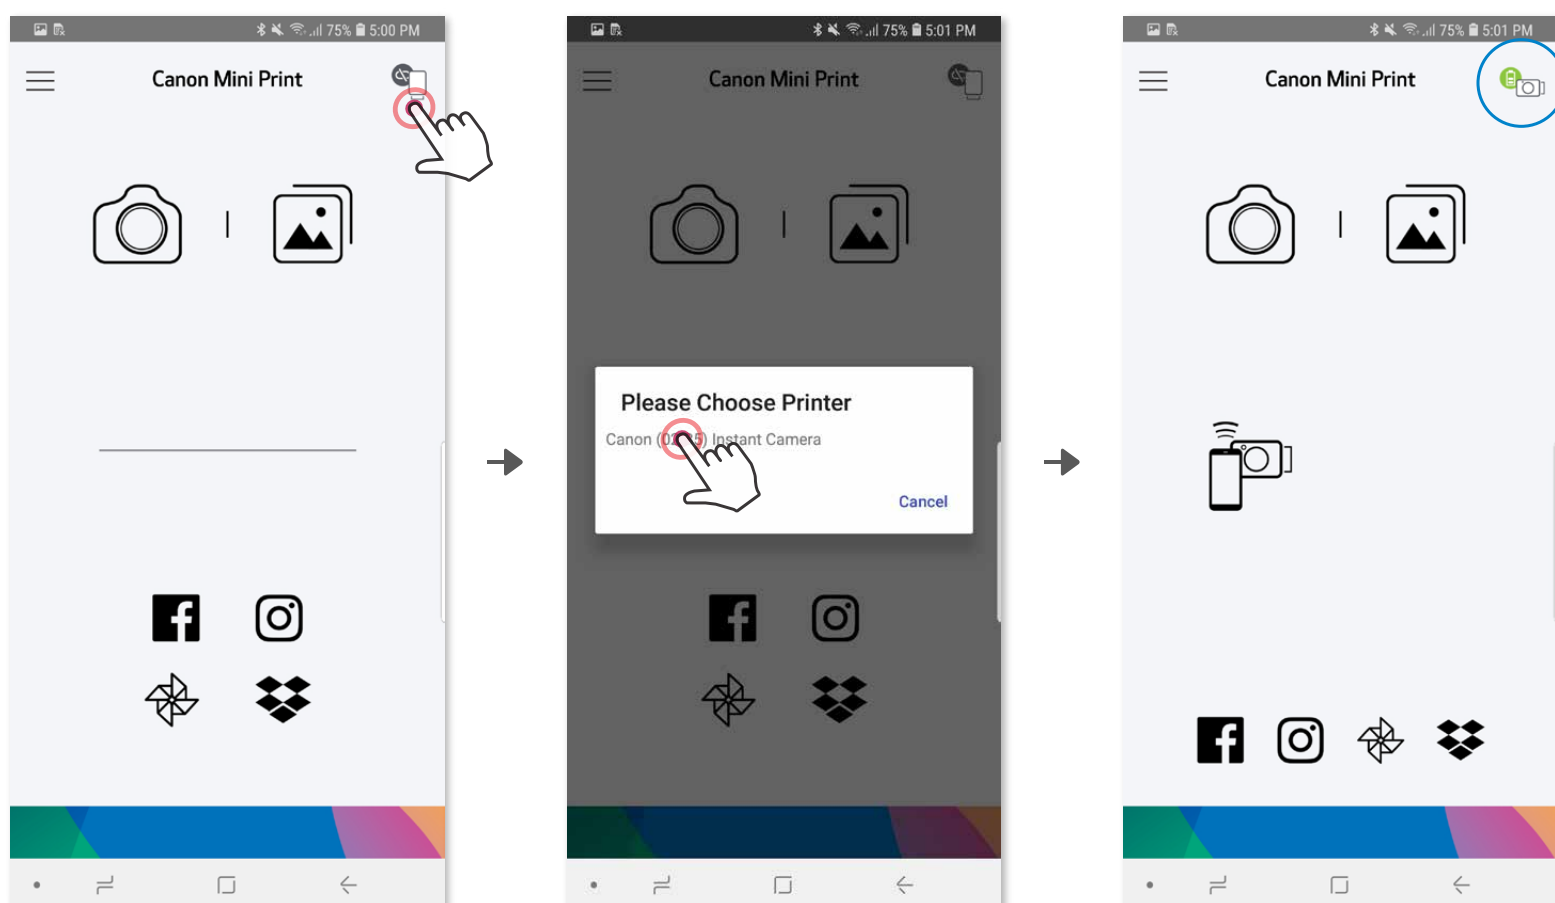 75% 5:00 PM
Canon Mini Print
75% 5:01 PM
Canon Mini Print
Please Choose Printer
Canon ( ) Instant Camera
Cancel
75% 5:01 PM
Canon Mini Print